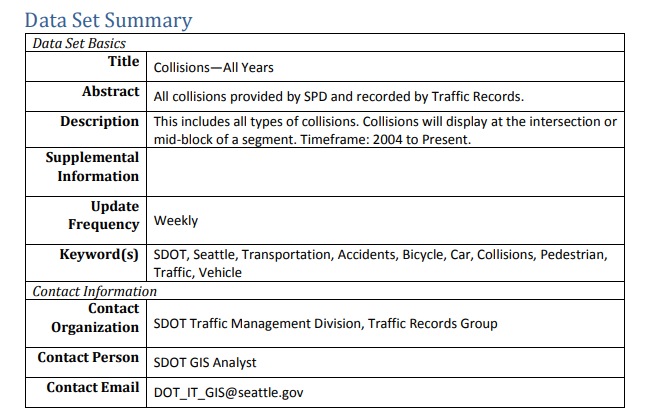 Data Set Summary
Data Set Basics
Title
Collisions—All Years
Abstract
All collisions provided by SPD and recorded by Traffic Records.
Description
This includes all types of collisions. Collisions will display at the intersection or
mid-block of a segment. Timeframe: 2004 to Present.
Supplemental
Information
Update
Frequency
Weekly
Keyword(s)
SDOT, Seattle, Transportation, Accidents, Bicycle, Car, Collisions, Pedestrian,
Traffic, Vehicle
Contact Information
Contact
Organization
SDOT Traffic Management Division, Traffic Records Group
Contact Person
SDOT GIS Analyst
Contact Email
DOT_IT_GIS@seattle.gov